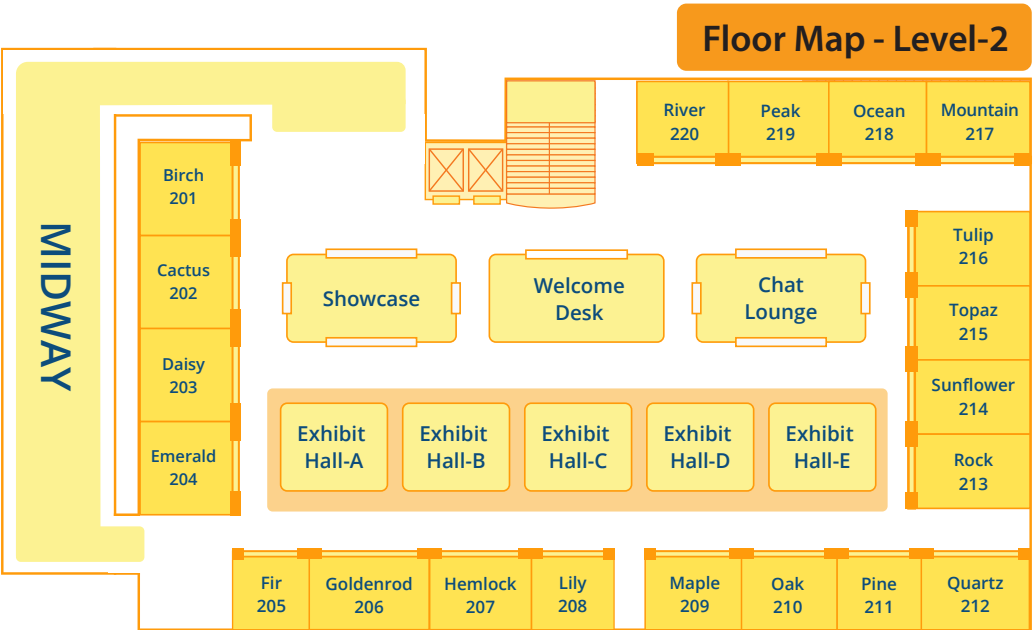 Floor Map - Level-2
River
220
Peak
219
Ocean
218
Mountain
217
Birch
201
Cactus
202
Daisy
203
Emerald
204
MIDWAY
Showcase
Welcome
Desk
Chat
Lounge
Tulip
216
Topaz
215
Sunflower
214
Rock
213
Exhibit
Hall-A
Exhibit
Hall-B
Exhibit
Hall-C
Exhibit
Hall-D
Exhibit
Hall-E
Fir
205
Goldenrod
206
Hemlock
207
Lily
208
Maple
209
Oak
210
Pine
211
Quartz
212